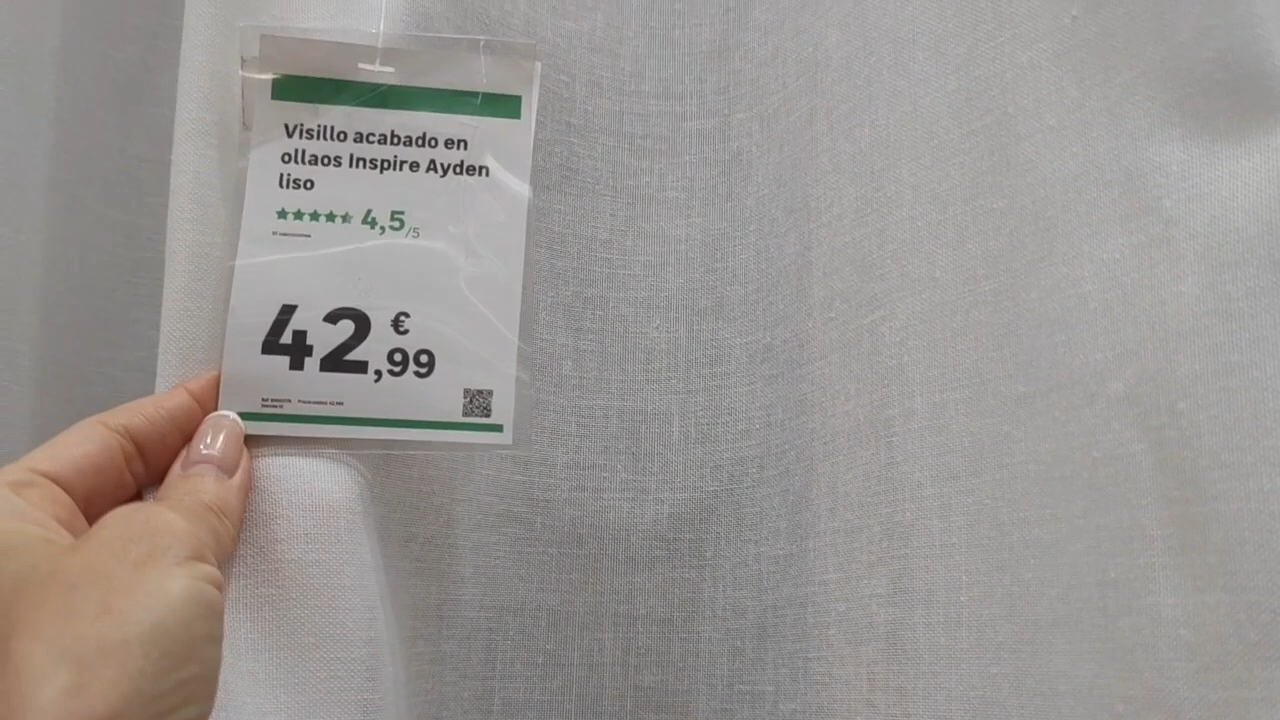 Visillo acabado en
ollaos Inspire Ayden
liso
4,5/5
42,99 €